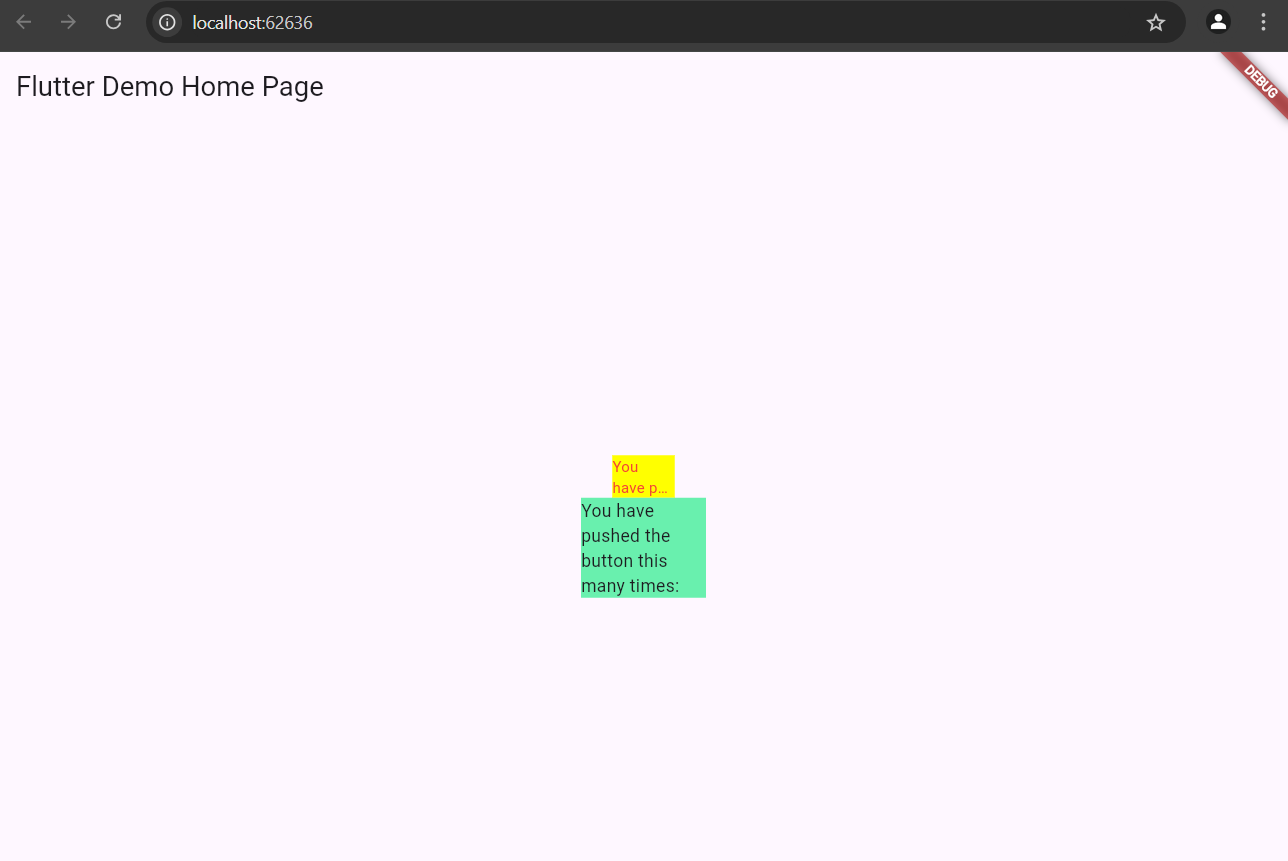 localhost:62636
Flutter Demo Home Page
DEBUG
You
have p…
You have
pushed the
button this
many times: